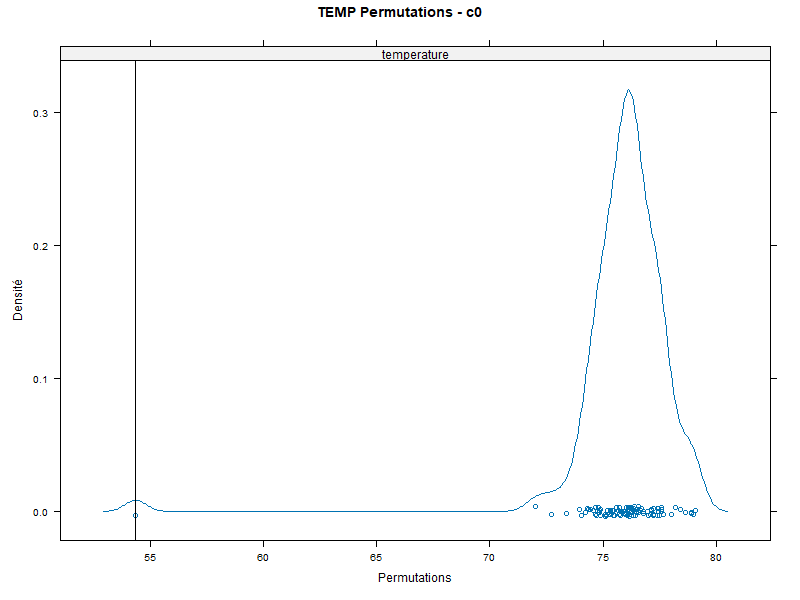 TEMP Permutations - c0
temperature
0.3
0.2
0.1
0.0
Densité
55 60 65 70 75 80
Permutations